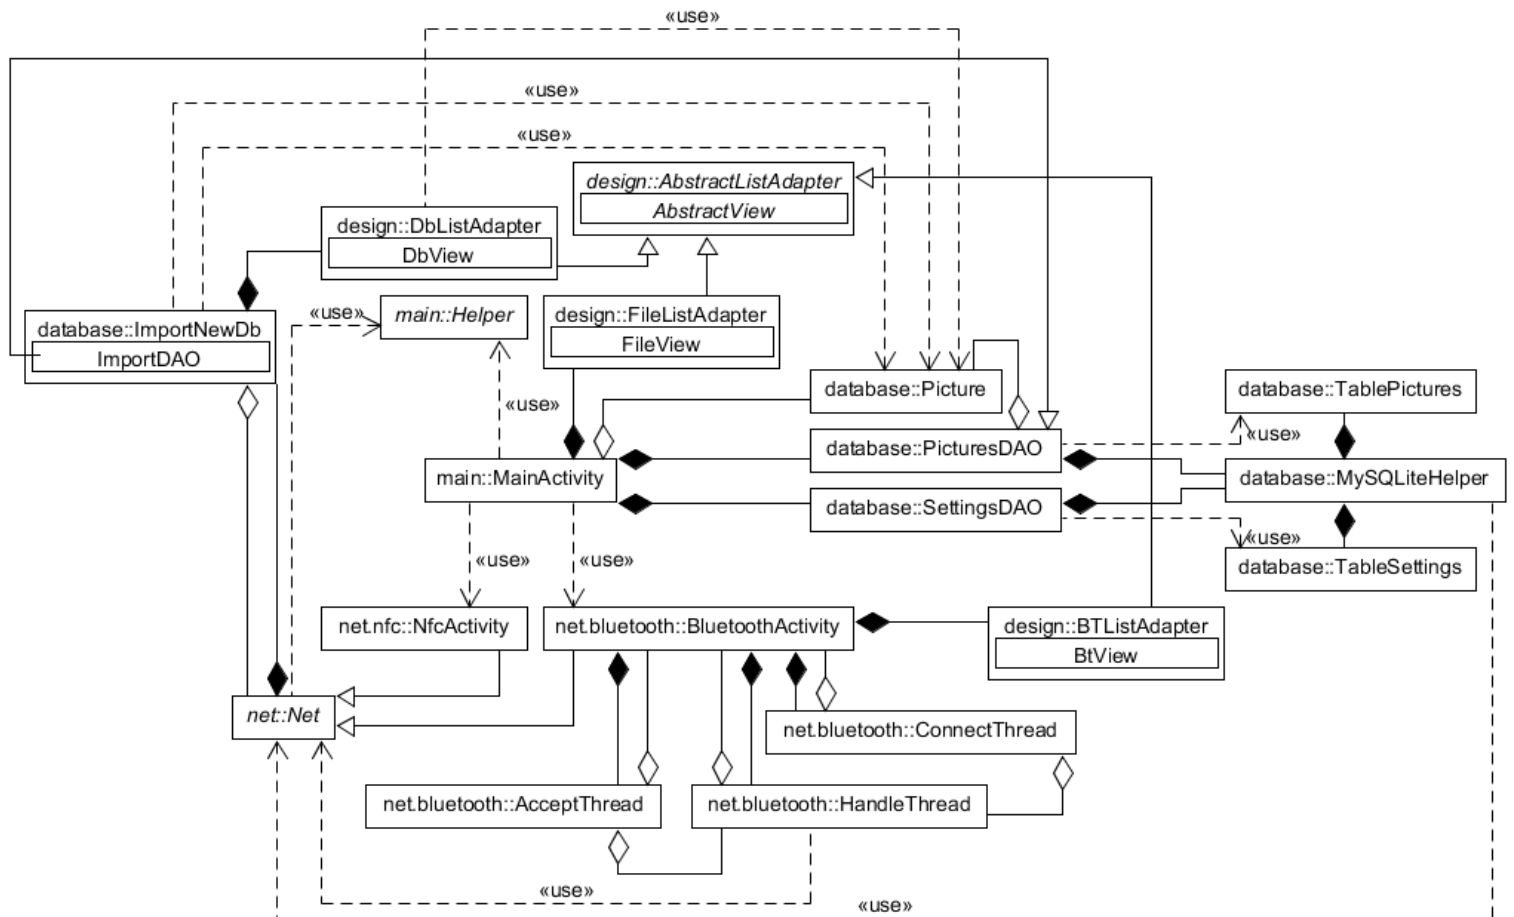 «use»
«use»
«use»
design::AbstractListAdapter
AbstractView
design::DbListAdapter
DbView
«use»
main::Helper
design::FileListAdapter
FileView
database::ImportNewDb
ImportDAO
database::Picture
database::TablePictures
«use»
«use»
database::PicturesDAO
main::MainActivity
database::MySQLiteHelper
database::SettingsDAO
«use»
«use»
«use»
database::TableSettings
net.nfc::NfcActivity
net.bluetooth::BluetoothActivity
design::BTListAdapter
BtView
net::Net
net.bluetooth::ConnectThread
net.bluetooth::AcceptThread
net.bluetooth::HandleThread
«use»
«use»